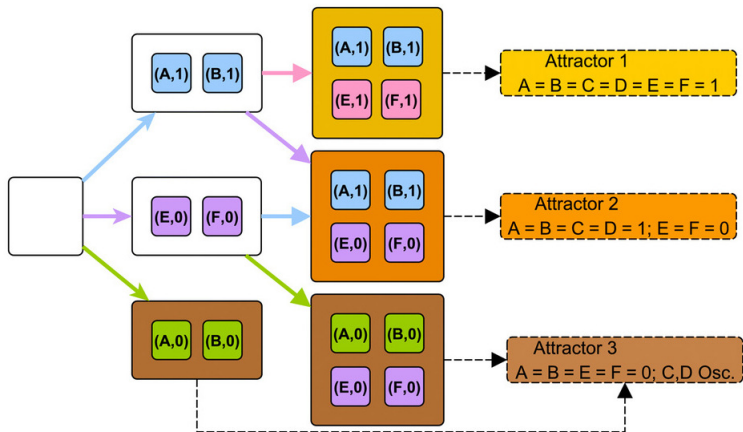 (A,1) (B,1)
(A,1) (B,1)
(E,1) (F,1)
Attractor 1
A = B = C = D = E = F = 1
(E,0) (F,0)
(A,1) (B,1)
(E,0) (F,0)
Attractor 2
A = B = C = D = 1; E = F = 0
(A,0) (B,0)
(A,0) (B,0)
(E,0) (F,0)
Attractor 3
A = B = E = F = 0; C,D Osc.